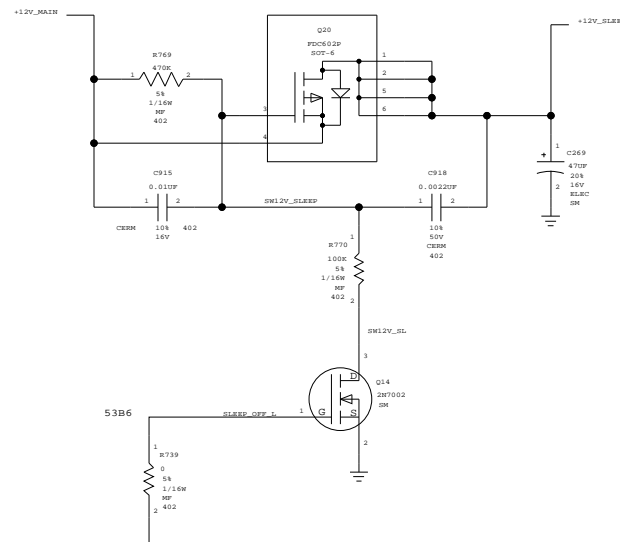 +12V_MAIN
+12V_SLEE
Q20
FDC602P
SOT-6
1
2
5
6
3
4
R769
470K
1
2
5%
1/16W
MF
402
C915
0.01UF
1
2
CERM
10%
402
16V
SW12V_SLEEP
C918
0.0022UF
1
2
10%
50V
CERM
402
1
C269
+
47UF
20%
2
16V
ELEC
SM
1
R770
100K
5%
1/16W
MF
402
2
SW12V_SL
3
D
Q14
2N7002
SM
G
S
1
2
53B6
SLEEP_OFF_L
1
R739
0
5%
1/16W
MF
402
2